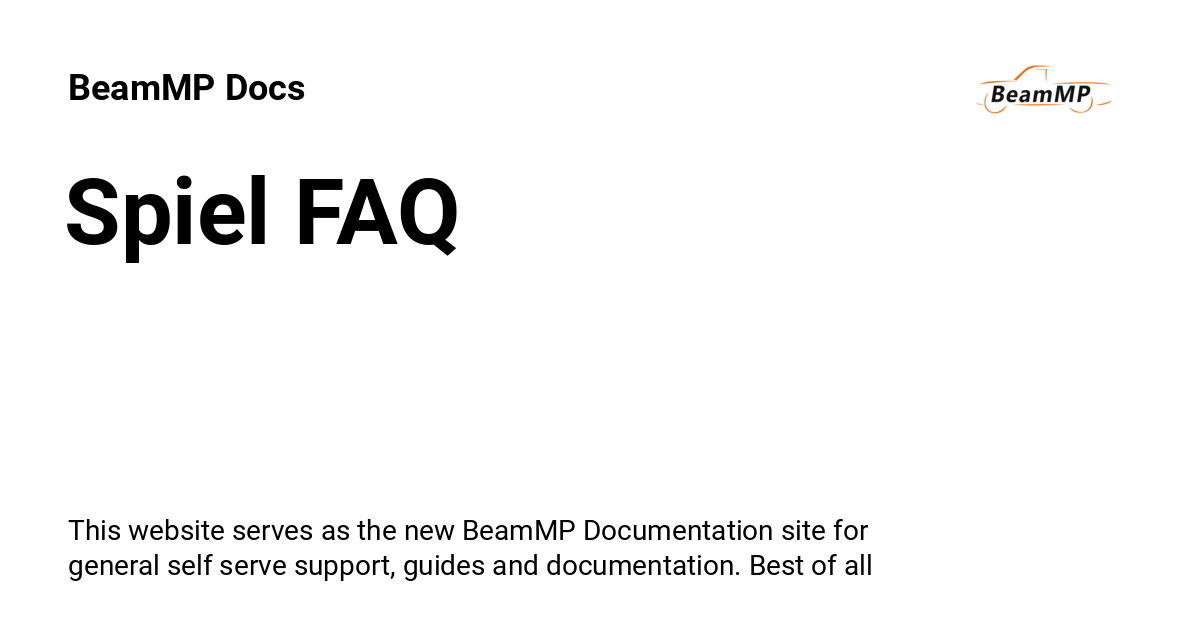 BeamMP Docs
BeamMP
Spiel FAQ
This website serves as the new BeamMP Documentation site for
general self serve support, guides and documentation. Best of all